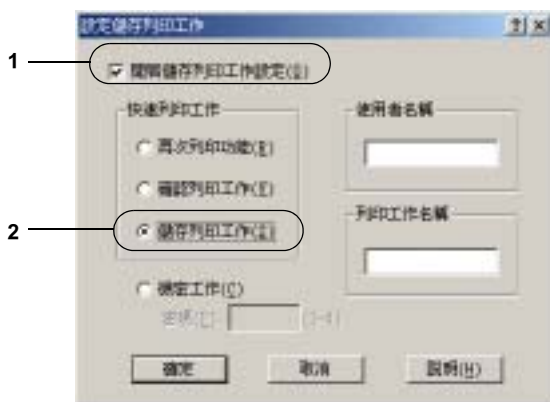 設定儲存列印工作
1
開啟儲存列印工作設定(S)
快速列印工作
使用者名稱
再次列印功能(R)
確認列印工作(E)
列印工作名稱
2
儲存列印工作(S)
機密工作(C)
確定
取消
說明(H)